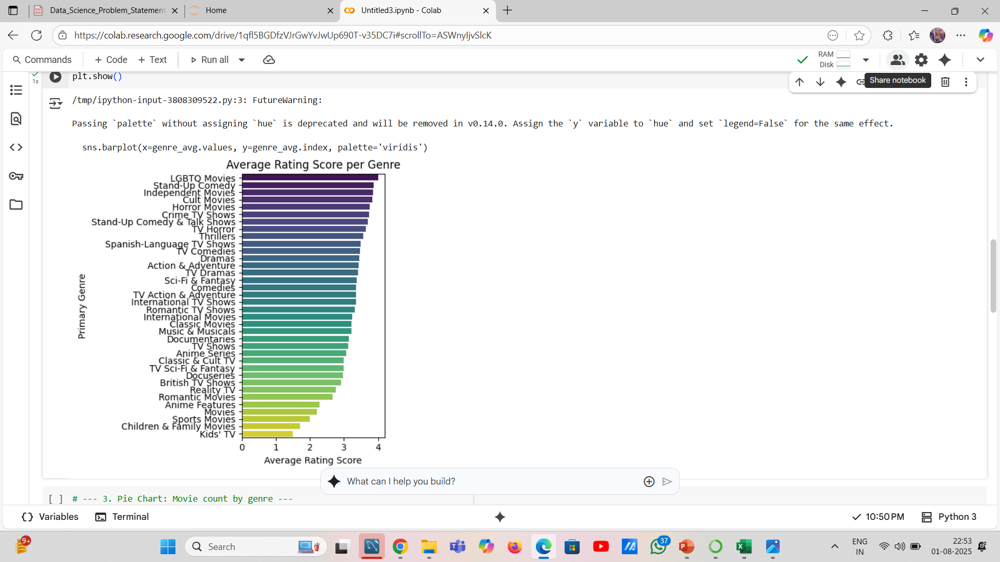 Data_Science_Problem_Statement
Home
Untitled3.ipynb - Colab
https://colab.research.google.com/drive/1qfl5BGDfzVJrGwYvJwUp690T-v35DC7i#scrollTo=ASWnyljvSlcK
Commands
+ Code + Text
Run all
RAM
Disk
Share notebook
1s
plt.show()
/tmp/ipython-input-3808309522.py:3: FutureWarning:
Passing `palette` without assigning `hue` is deprecated and will be removed in v0.14.0. Assign the `y` variable to `hue` and set `legend=False` for the same effect.
sns.barplot(x=genre_avg.values, y=genre_avg.index, palette='viridis')
Average Rating Score per Genre
LGBTQ Movies
Stand-Up Comedy
Independent Movies
Cult Movies
Horror Movies
Crime TV Shows
Stand-Up Comedy & Talk Shows
TV Horror
Thrillers
Spanish-Language TV Shows
TV Comedies
Dramas
Action & Adventure
TV Dramas
Sci-Fi & Fantasy
Comedies
TV Action & Adventure
International TV Shows
Romantic TV Shows
International Movies
Classic Movies
Music & Musicals
Documentaries
TV Shows
Anime Series
Classic & Cult TV
TV Sci-Fi & Fantasy
Docuseries
British TV Shows
Reality TV
Romantic Movies
Anime Features
Movies
Sports Movies
Children & Family Movies
Kids' TV
Primary Genre
0 1 2 3 4
Average Rating Score
What can I help you build?
[ ] # --- 3. Pie Chart: Movie count by genre ---
Variables
Terminal
10:50 PM
Python 3
9+
Search
37
ENG
IN
22:53
01-08-2025